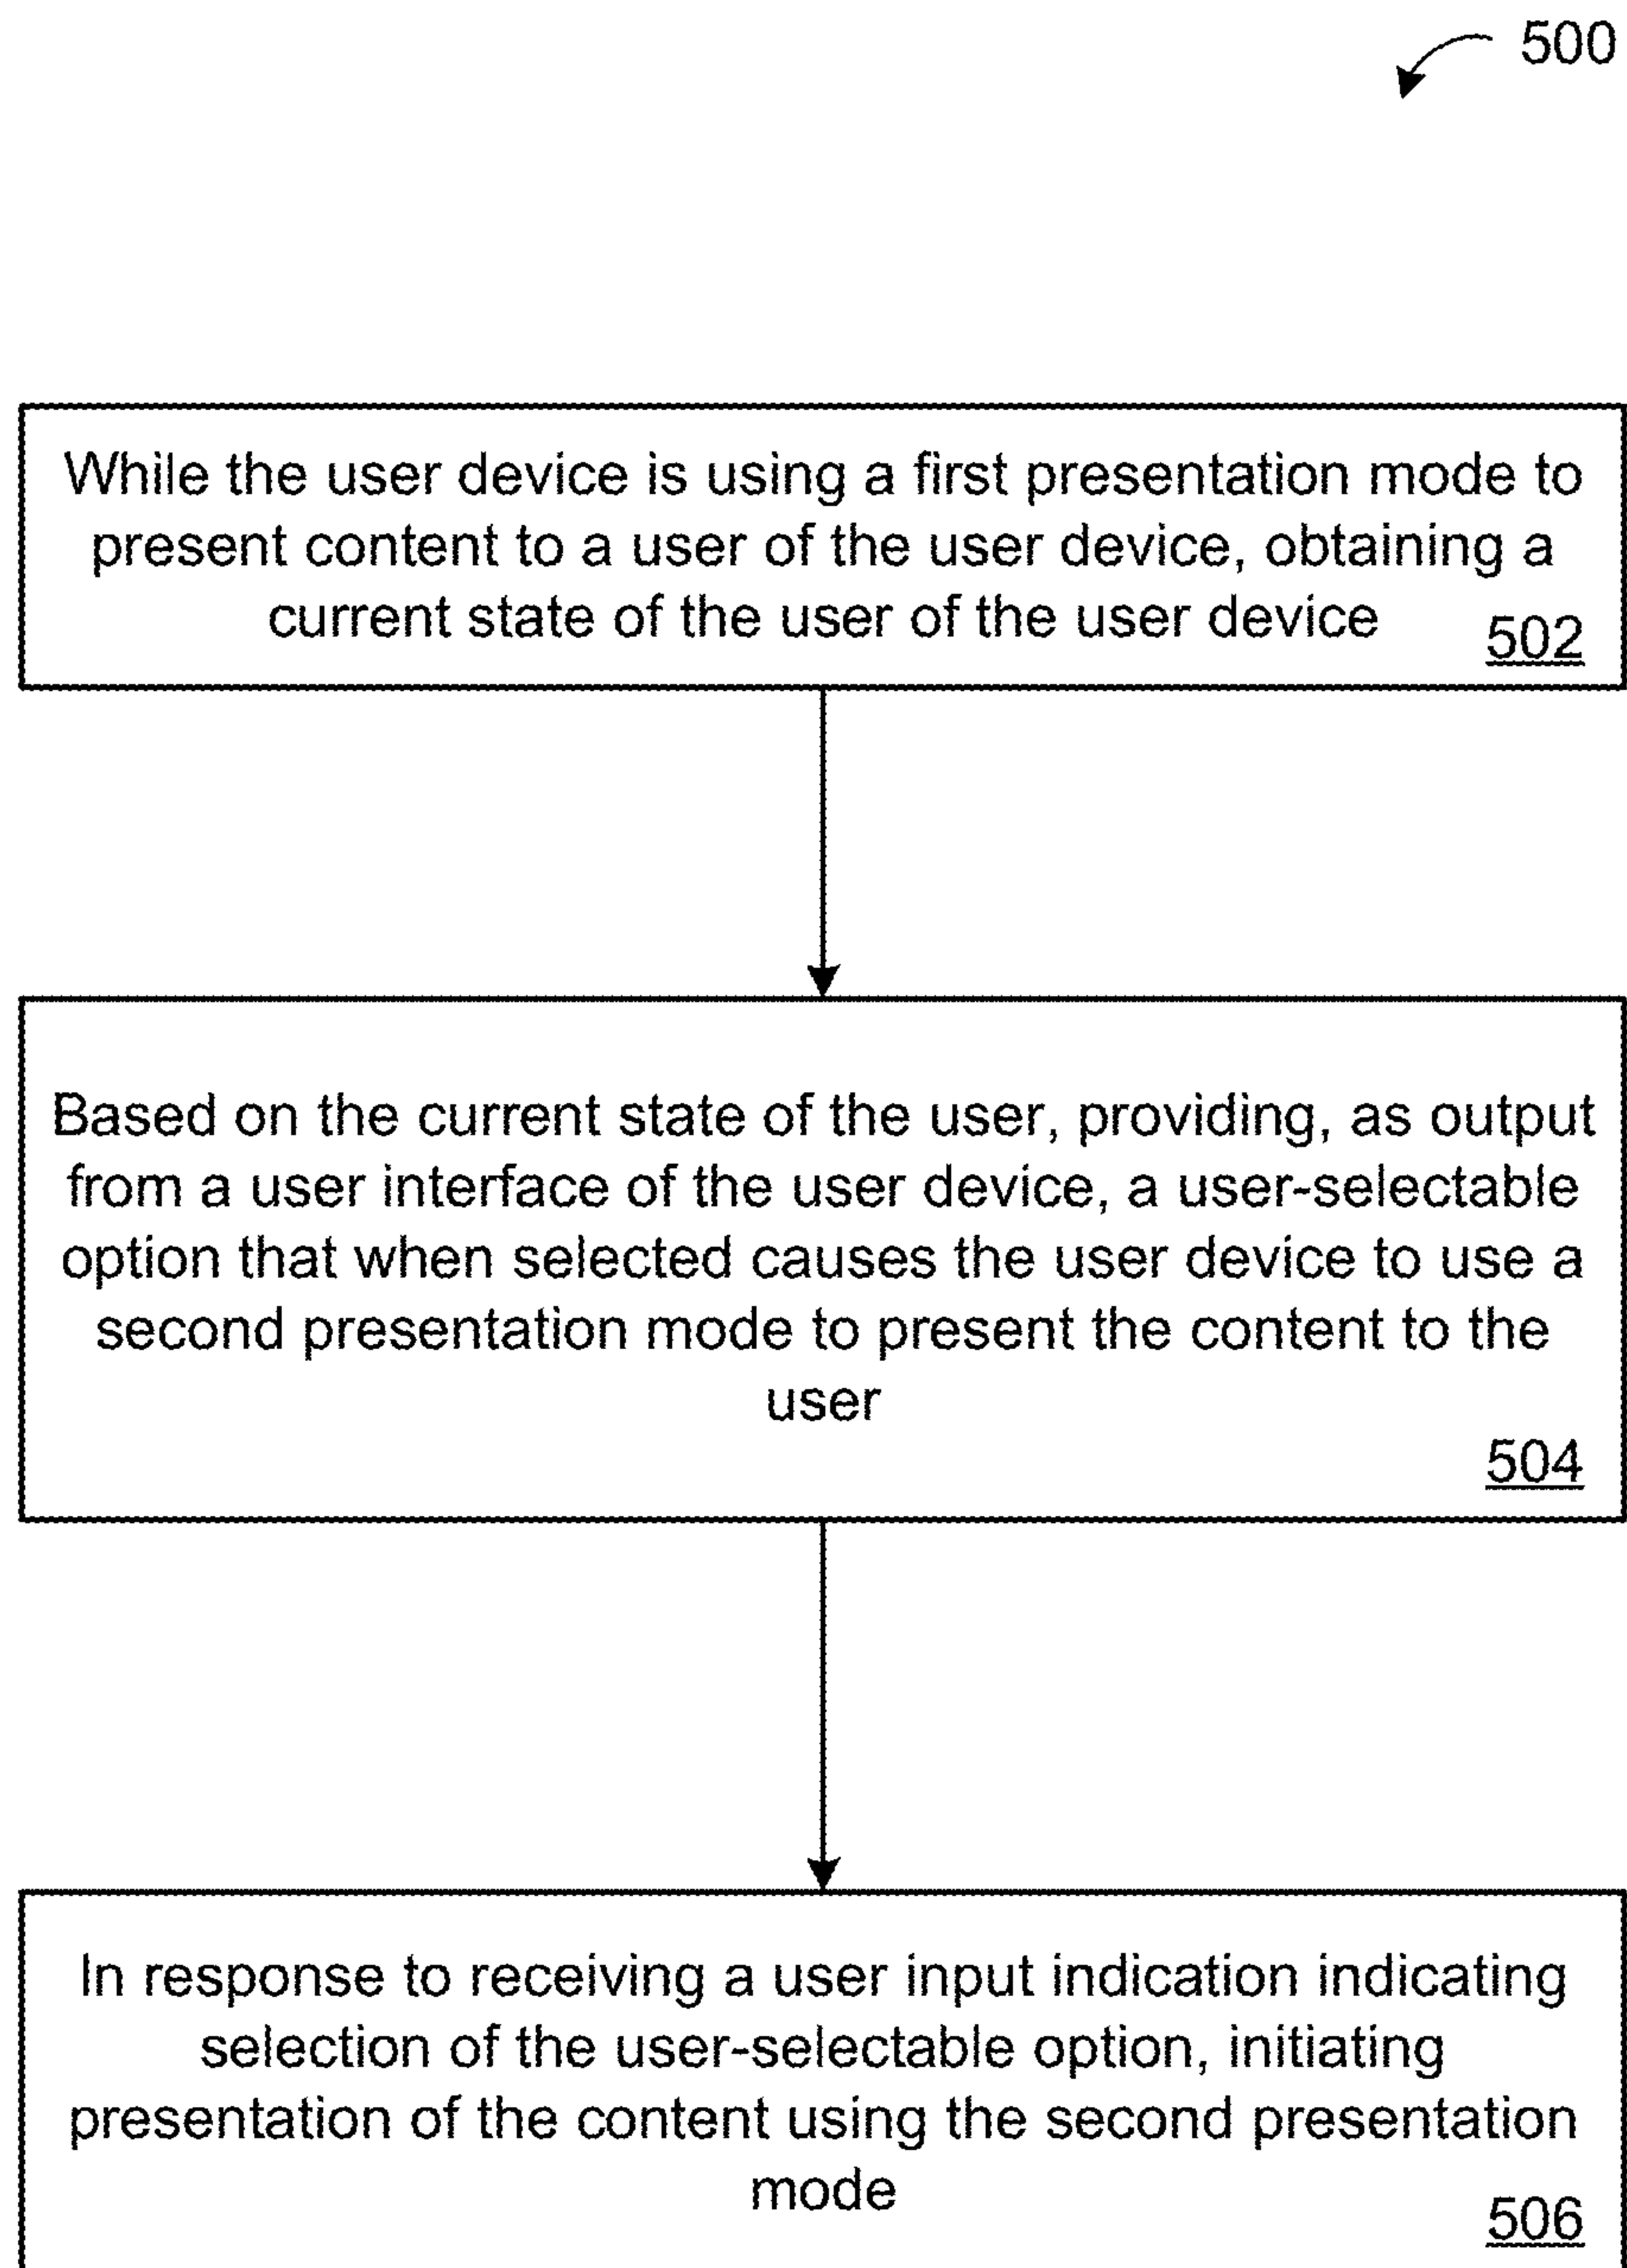 500
While the user device is using a first presentation mode to
present content to a user of the user device, obtaining a
current state of the user of the user device
502
Based on the current state of the user, providing, as output
from a user interface of the user device, a user-selectable
option that when selected causes the user device to use a
second presentation mode to present the content to the
user
504
In response to receiving a user input indication indicating
selection of the user-selectable option, initiating
presentation of the content using the second presentation
mode
506